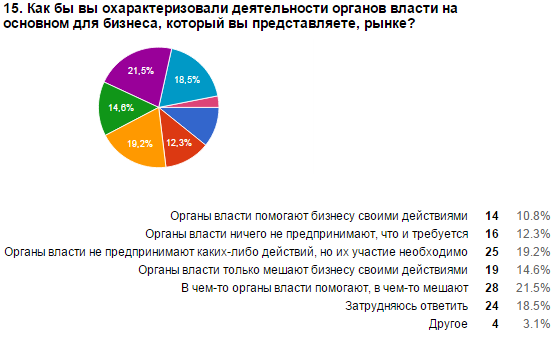 15. Как бы вы охарактеризовали деятельности органов власти на
основном для бизнеса, который вы представляете, рынке?
21,5%
18,5%
14,6%
19,2%
12,3%
Органы власти помогают бизнесу своими действиями 14 10.8%
Органы власти ничего не предпринимают, что и требуется 16 12.3%
Органы власти не предпринимают каких-либо действий, но их участие необходимо 25 19.2%
Органы власти только мешают бизнесу своими действиями 19 14.6%
В чем-то органы власти помогают, в чем-то мешают 28 21.5%
Затрудняюсь ответить 24 18.5%
Другое 4 3.1%